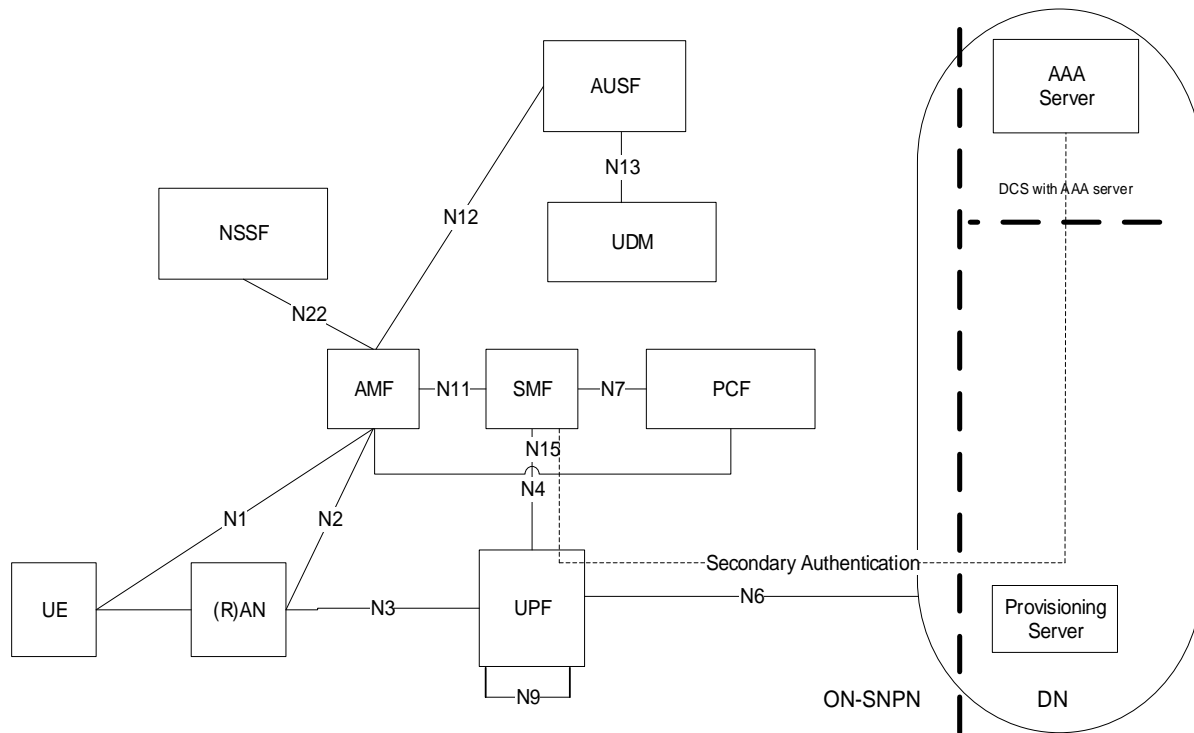 AUSF
AAA
Server
N13
DCS with AAA server
N12
NSSF
UDM
N22
AMF
N11
SMF
N7
PCF
N15
N4
N1
N2
Secondary Authentication
UE
(R)AN
N3
UPF
N6
Provisioning
Server
N9
ON-SNPN
DN